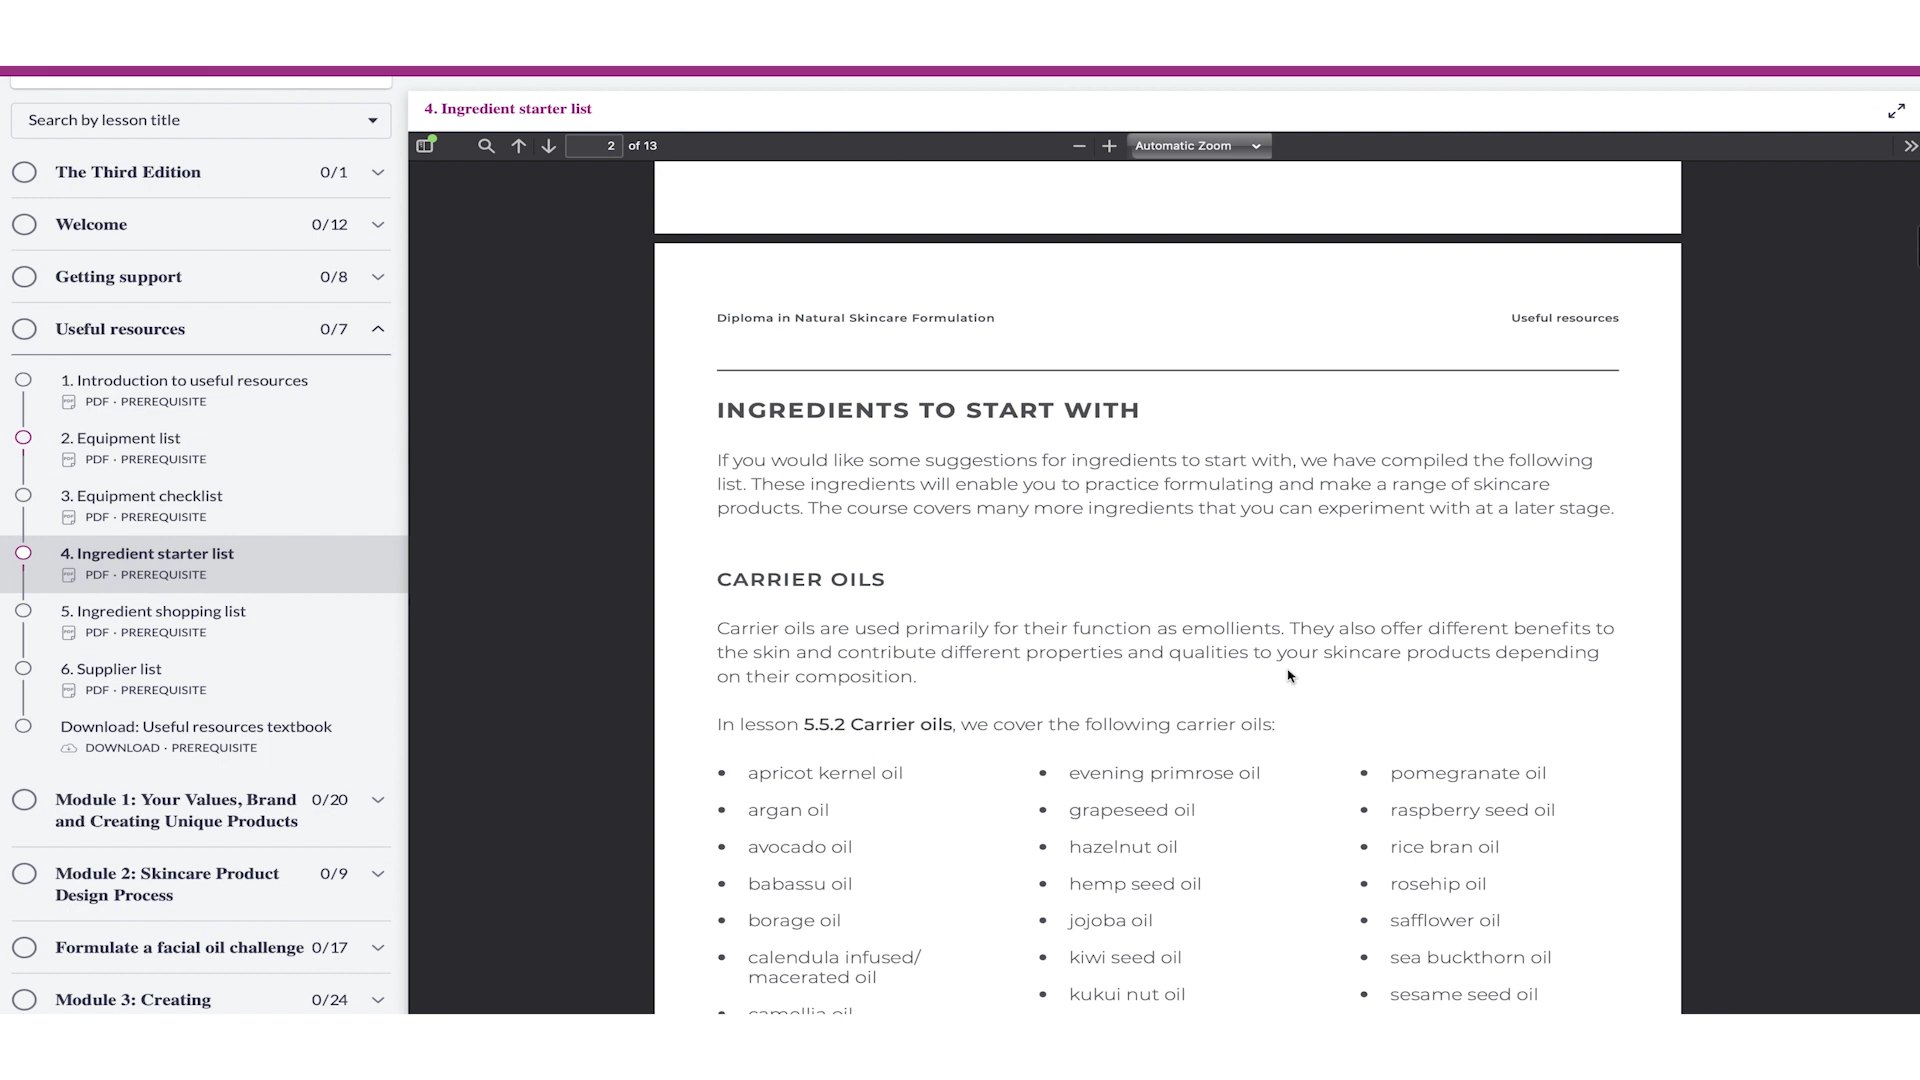 Search by lesson title
The Third Edition 0/1
Welcome 0/12
Getting support 0/8
Useful resources 0/7
1. Introduction to useful resources
PDF · PREREQUISITE
2. Equipment list
PDF · PREREQUISITE
3. Equipment checklist
PDF · PREREQUISITE
4. Ingredient starter list
PDF · PREREQUISITE
5. Ingredient shopping list
PDF · PREREQUISITE
6. Supplier list
PDF · PREREQUISITE
Download: Useful resources textbook
DOWNLOAD · PREREQUISITE
Module 1: Your Values, Brand 0/20
and Creating Unique Products
Module 2: Skincare Product 0/9
Design Process
Formulate a facial oil challenge 0/17
Module 3: Creating 0/24
4. Ingredient starter list
2 of 13
Automatic Zoom
Diploma in Natural Skincare Formulation
Useful resources
INGREDIENTS TO START WITH
If you would like some suggestions for ingredients to start with, we have compiled the following
list. These ingredients will enable you to practice formulating and make a range of skincare
products. The course covers many more ingredients that you can experiment with at a later stage.
CARRIER OILS
Carrier oils are used primarily for their function as emollients. They also offer different benefits to
the skin and contribute different properties and qualities to your skincare products depending
on their composition.
In lesson 5.5.2 Carrier oils, we cover the following carrier oils:
• apricot kernel oil
• argan oil
• avocado oil
• babassu oil
• borage oil
• calendula infused/
macerated oil
• camellia oil
• evening primrose oil
• grapeseed oil
• hazelnut oil
• hemp seed oil
• jojoba oil
• kiwi seed oil
• kukui nut oil
• pomegranate oil
• raspberry seed oil
• rice bran oil
• rosehip oil
• safflower oil
• sea buckthorn oil
• sesame seed oil